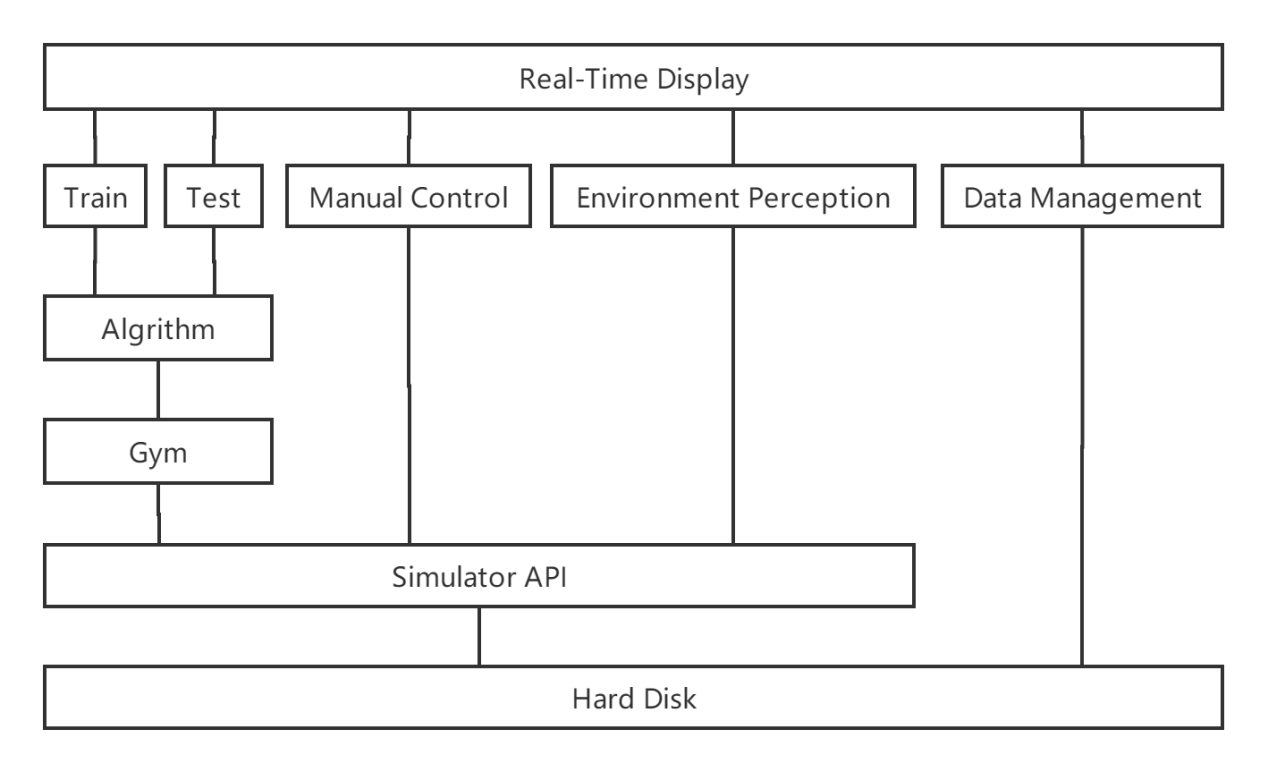 Real-Time Display
Train
Test
Manual Control
Environment Perception
Data Management
Algrithm
Gym
Simulator API
Hard Disk